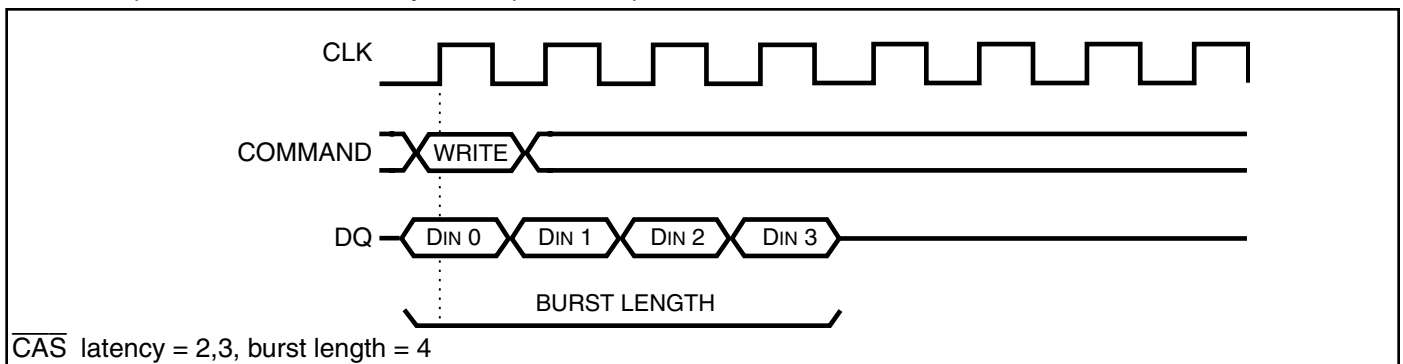 CLK
COMMAND WRITE
DQ DIN 0 DIN 1 DIN 2 DIN 3
BURST LENGTH
CAS latency = 2,3, burst length = 4